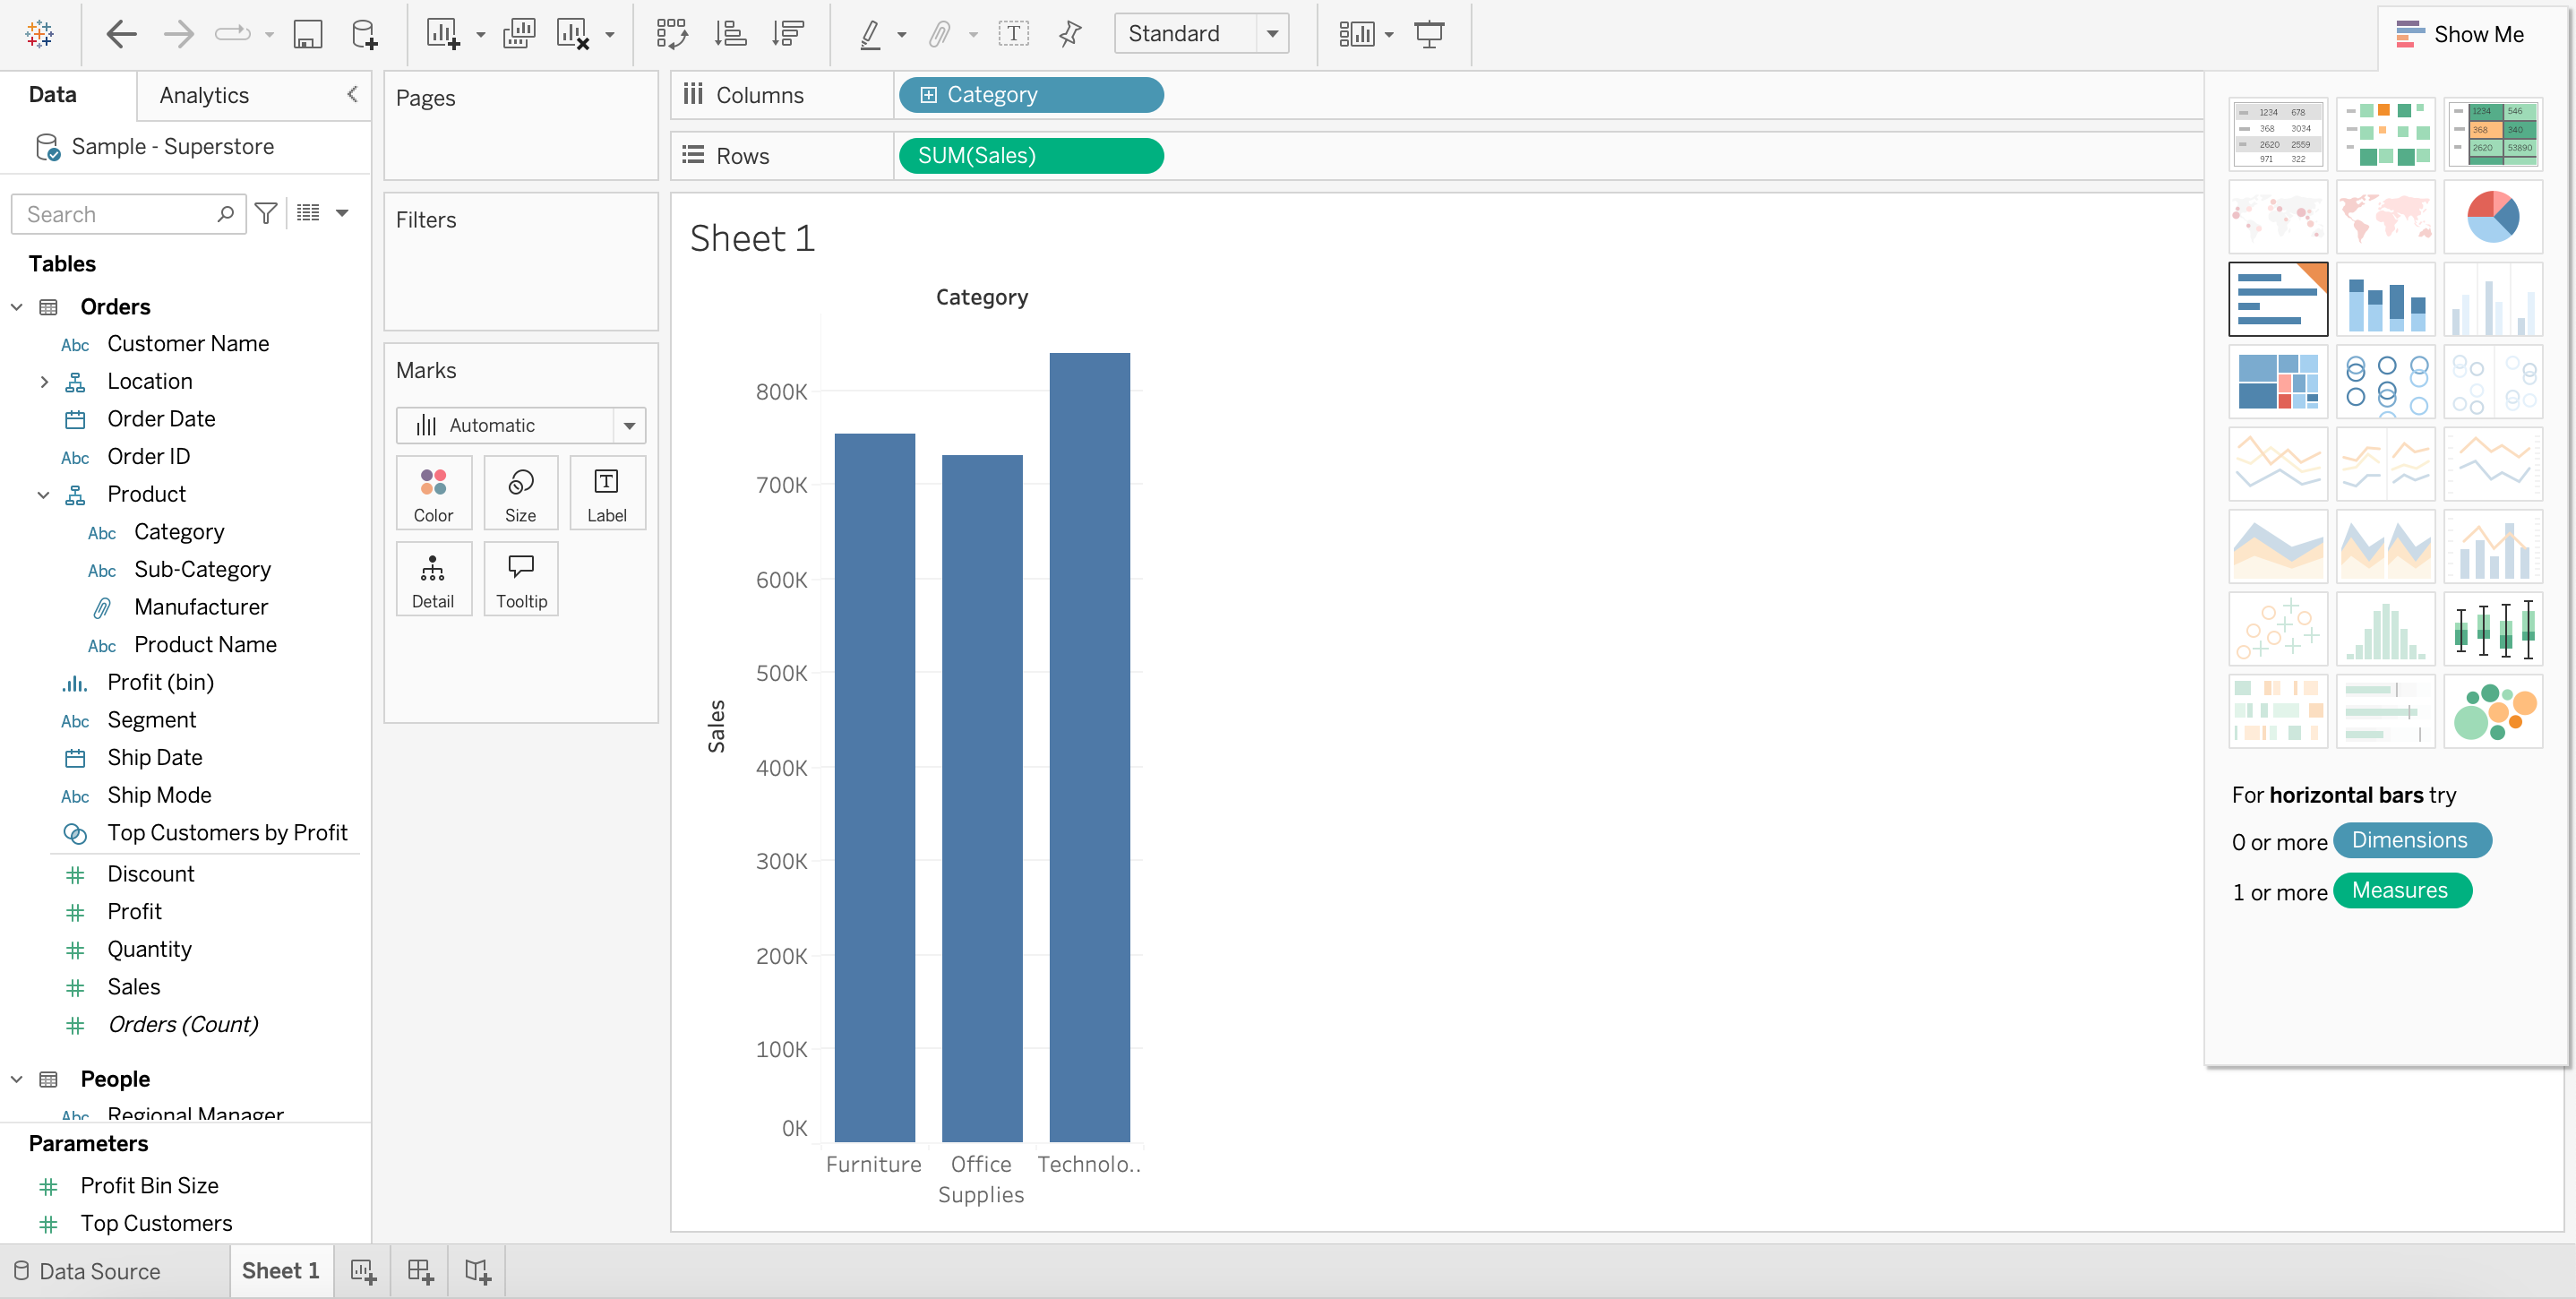 Standard
Show Me
Data
Analytics
Sample - Superstore
Search
Tables
Orders
Abc Customer Name
Location
Order Date
Abc Order ID
Product
Abc Category
Abc Sub-Category
Manufacturer
Abc Product Name
Profit (bin)
Abc Segment
Ship Date
Abc Ship Mode
Top Customers by Profit
# Discount
# Profit
# Quantity
# Sales
# Orders (Count)
People
Abc Regional Manager
Parameters
# Profit Bin Size
# Top Customers
Pages
Filters
Marks
Automatic
Color
Size
T
Label
Detail
Tooltip
Columns
Category
Rows
SUM(Sales)
Sheet 1
Category
Sales
800K
700K
600K
500K
400K
300K
200K
100K
0K
Furniture
Office Supplies
Technolo..
1234 678
368 3034
2620 2559
971 322
1234 546
368 340
2620 53890
For horizontal bars try
0 or more Dimensions
1 or more Measures
Data Source
Sheet 1